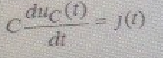 C du_C(t)/dt = J(t)